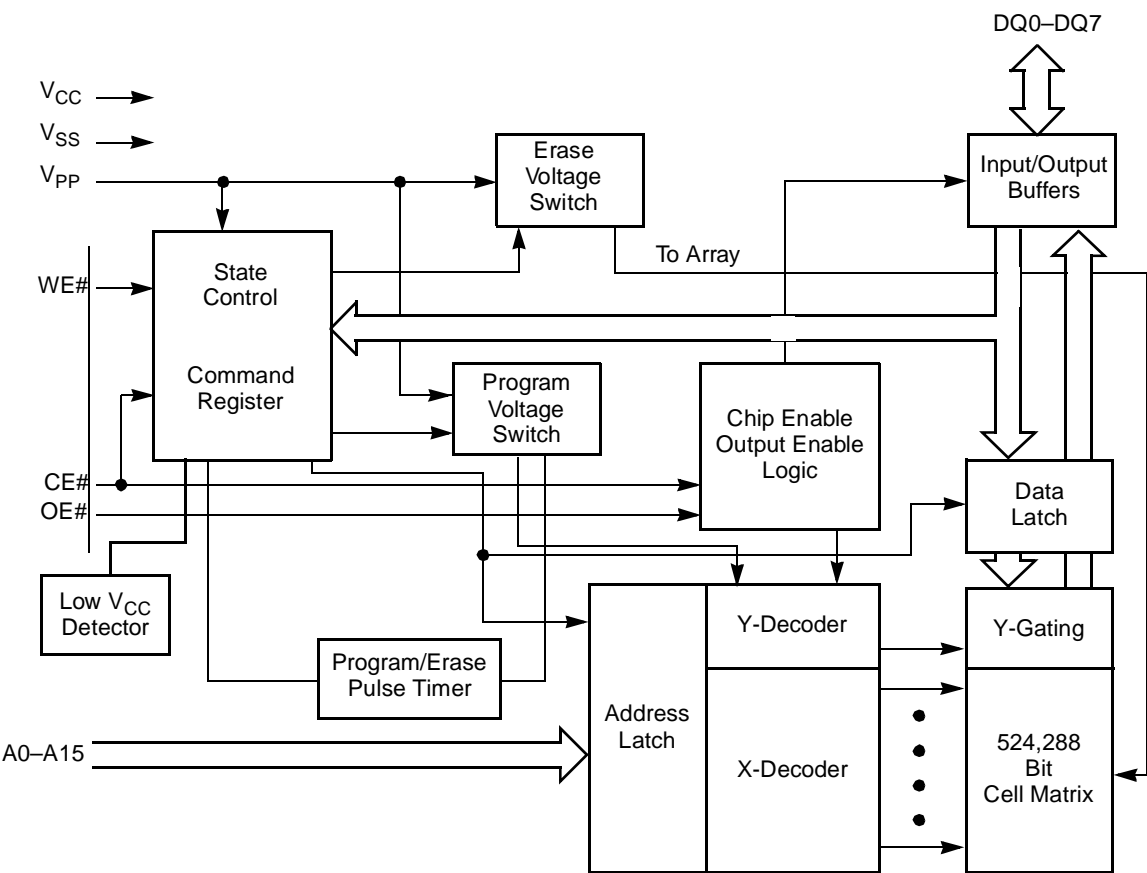 DQ0–DQ7
VCC
VSS
VPP
Erase
Voltage
Switch
Input/Output
Buffers
To Array
WE#
State
Control
Command
Register
Program
Voltage
Switch
Chip Enable
Output Enable
Logic
CE#
OE#
Data
Latch
Low VCC
Detector
Y-Decoder
Y-Gating
Program/Erase
Pulse Timer
Address
Latch
A0–A15
X-Decoder
524,288
Bit
Cell Matrix